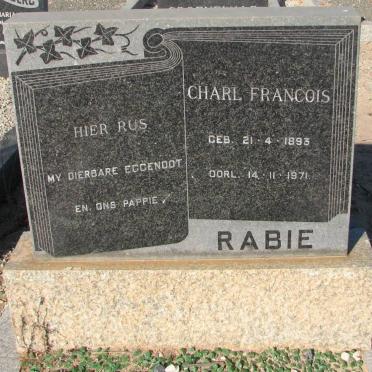 HIER RUS
MY DIERBARE EGGENOOT
EN ONS PAPPIE.
CHARL FRANCOIS
GEB. 21-4-1893
OORL. 14-11-1971
RABIE